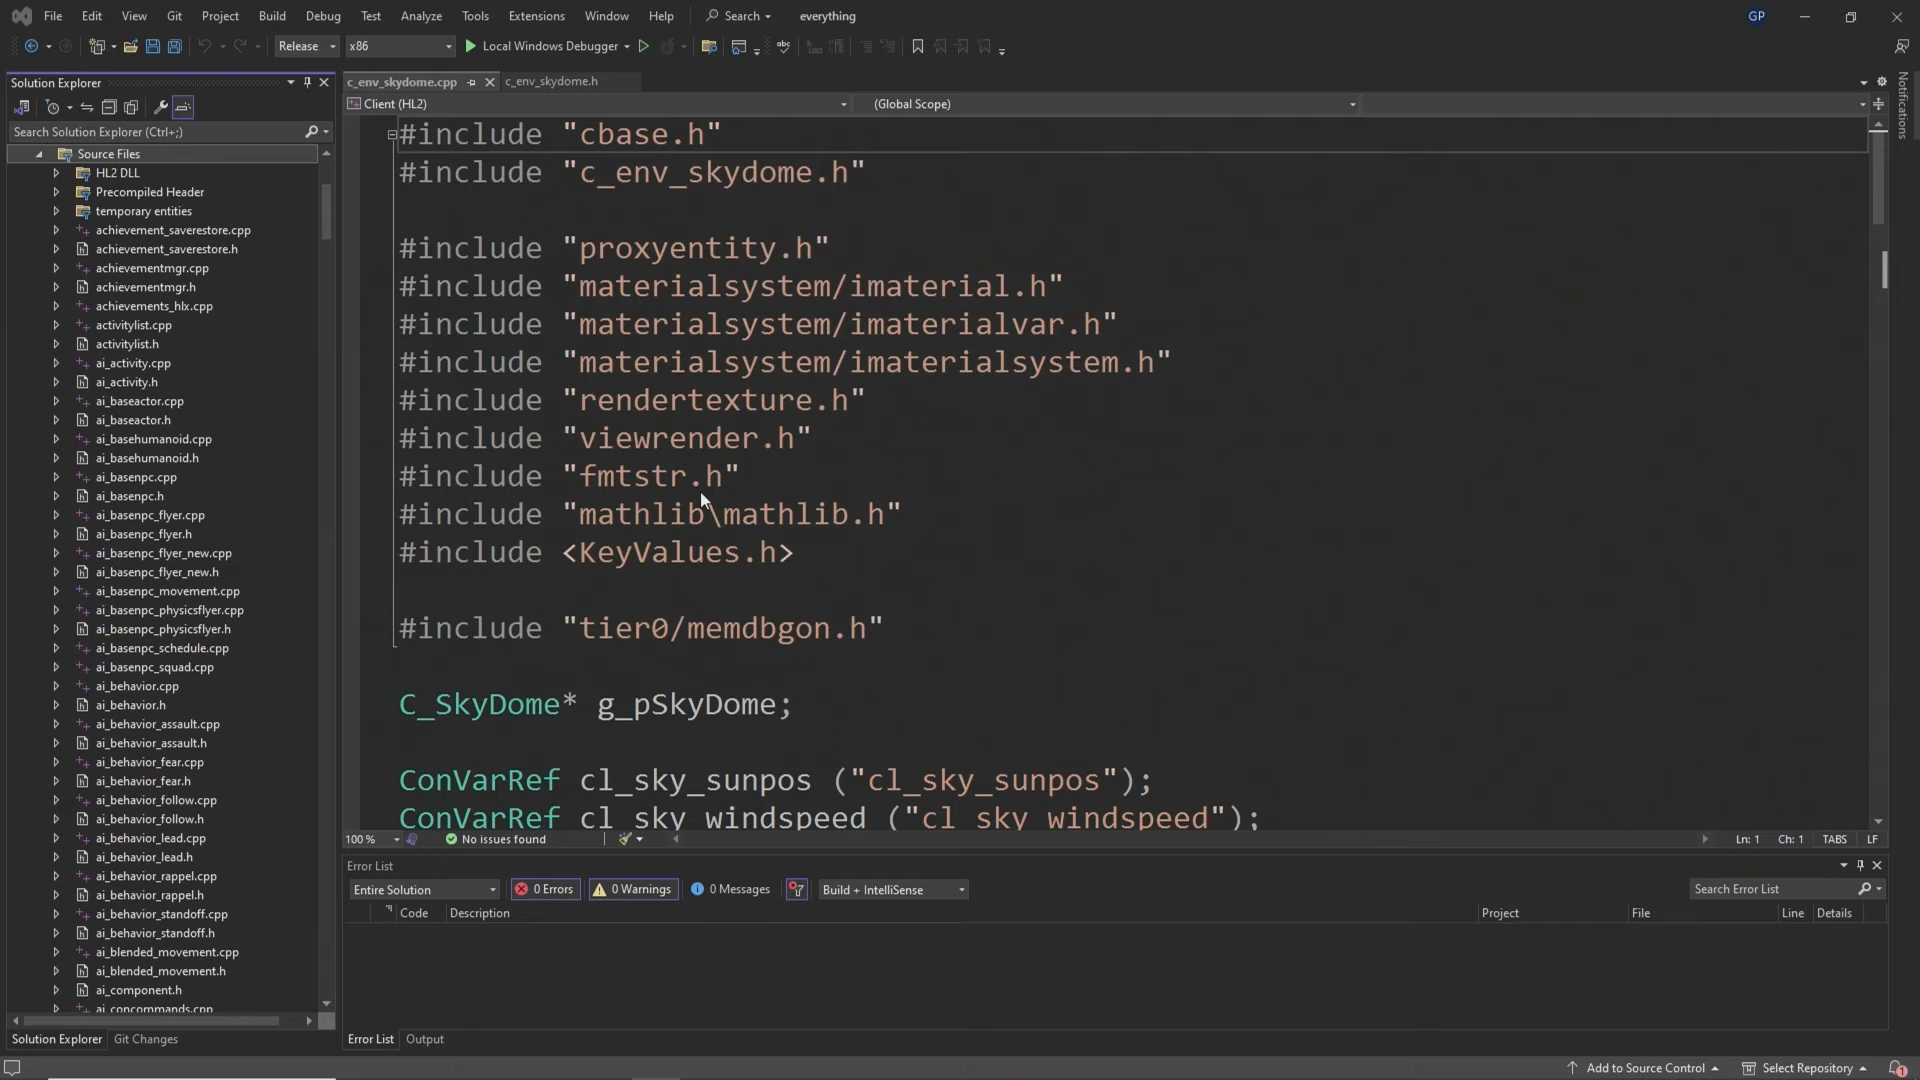 File Edit View Git Project Build Debug Test Analyze Tools Extensions Window Help Search everything GP
Release x86 Local Windows Debugger
Solution Explorer
Search Solution Explorer (Ctrl+;)
Source Files
HL2 DLL
Precompiled Header
temporary entities
achievement_saverestore.cpp
achievement_saverestore.h
achievementmgr.cpp
achievementmgr.h
achievements_hlx.cpp
activitylist.cpp
activitylist.h
ai_activity.cpp
ai_activity.h
ai_baseactor.cpp
ai_baseactor.h
ai_basehumanoid.cpp
ai_basehumanoid.h
ai_basenpc.cpp
ai_basenpc.h
ai_basenpc_flyer.cpp
ai_basenpc_flyer.h
ai_basenpc_flyer_new.cpp
ai_basenpc_flyer_new.h
ai_basenpc_movement.cpp
ai_basenpc_physicsflyer.cpp
ai_basenpc_physicsflyer.h
ai_basenpc_schedule.cpp
ai_basenpc_squad.cpp
ai_behavior.cpp
ai_behavior.h
ai_behavior_assault.cpp
ai_behavior_assault.h
ai_behavior_fear.cpp
ai_behavior_fear.h
ai_behavior_follow.cpp
ai_behavior_follow.h
ai_behavior_lead.cpp
ai_behavior_lead.h
ai_behavior_rappel.cpp
ai_behavior_rappel.h
ai_behavior_standoff.cpp
ai_behavior_standoff.h
ai_blended_movement.cpp
ai_blended_movement.h
ai_component.h
ai_concommands.cpp
Solution Explorer Git Changes
c_env_skydome.cpp c_env_skydome.h
Client (HL2) (Global Scope)
#include "cbase.h"
#include "c_env_skydome.h"
#include "proxyentity.h"
#include "materialsystem/imaterial.h"
#include "materialsystem/imaterialvar.h"
#include "materialsystem/imaterialsystem.h"
#include "rendertexture.h"
#include "viewrender.h"
#include "fmtstr.h"
#include "mathlib\mathlib.h"
#include <KeyValues.h>
#include "tier0/memdbgon.h"
C_SkyDome* g_pSkyDome;
ConVarRef cl_sky_sunpos ("cl_sky_sunpos");
ConVarRef cl_sky_windspeed ("cl_sky_windspeed");
100 % No issues found Ln: 1 Ch: 1 TABS LF
Error List
Entire Solution 0 Errors 0 Warnings 0 Messages Build + IntelliSense Search Error List
Code Description Project File Line Details
Error List Output
Notifications
Add to Source Control Select Repository 1